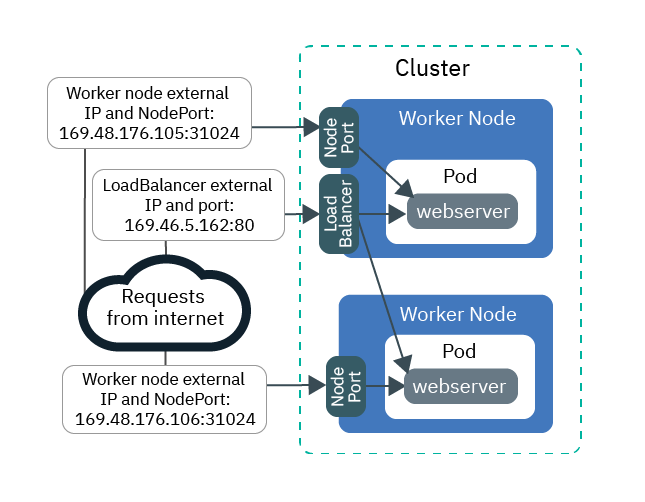 Cluster
Worker node external
IP and NodePort:
169.48.176.105:31024
Node
Port
Worker Node
Pod
webserver
LoadBalancer external
IP and port:
169.46.5.162:80
Load
Balancer
Requests
from internet
Worker Node
Pod
webserver
Worker node external
IP and NodePort:
169.48.176.106:31024
Node
Port